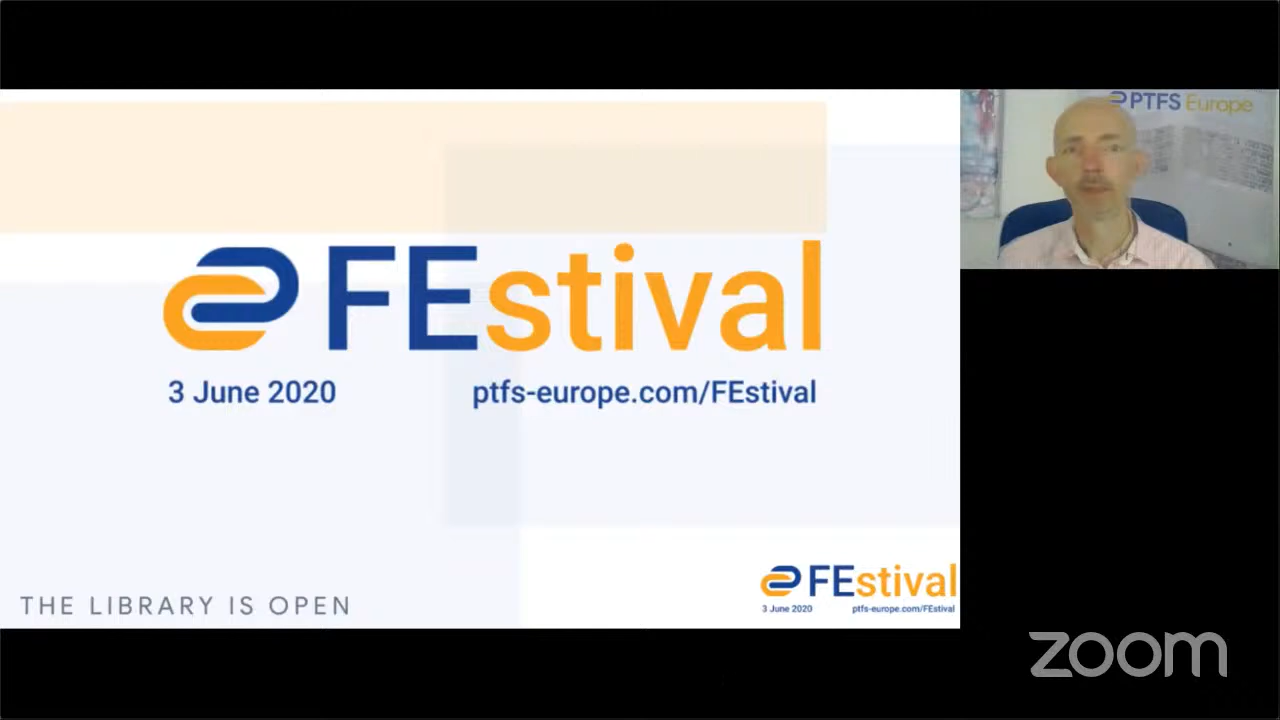 PTFS Europe
FEstival
3 June 2020
ptfs-europe.com/FEstival
THE LIBRARY IS OPEN
FEstival
3 June 2020
ptfs-europe.com/FEstival
zoom